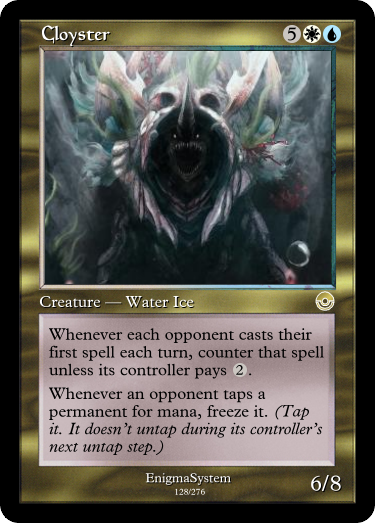 Cloyster 5
Creature — Water Ice
Whenever each opponent casts their
first spell each turn, counter that spell
unless its controller pays 2.
Whenever an opponent taps a
permanent for mana, freeze it. (Tap
it. It doesn't untap during its controller's
next untap step.)
EnigmaSystem
128/276
6/8